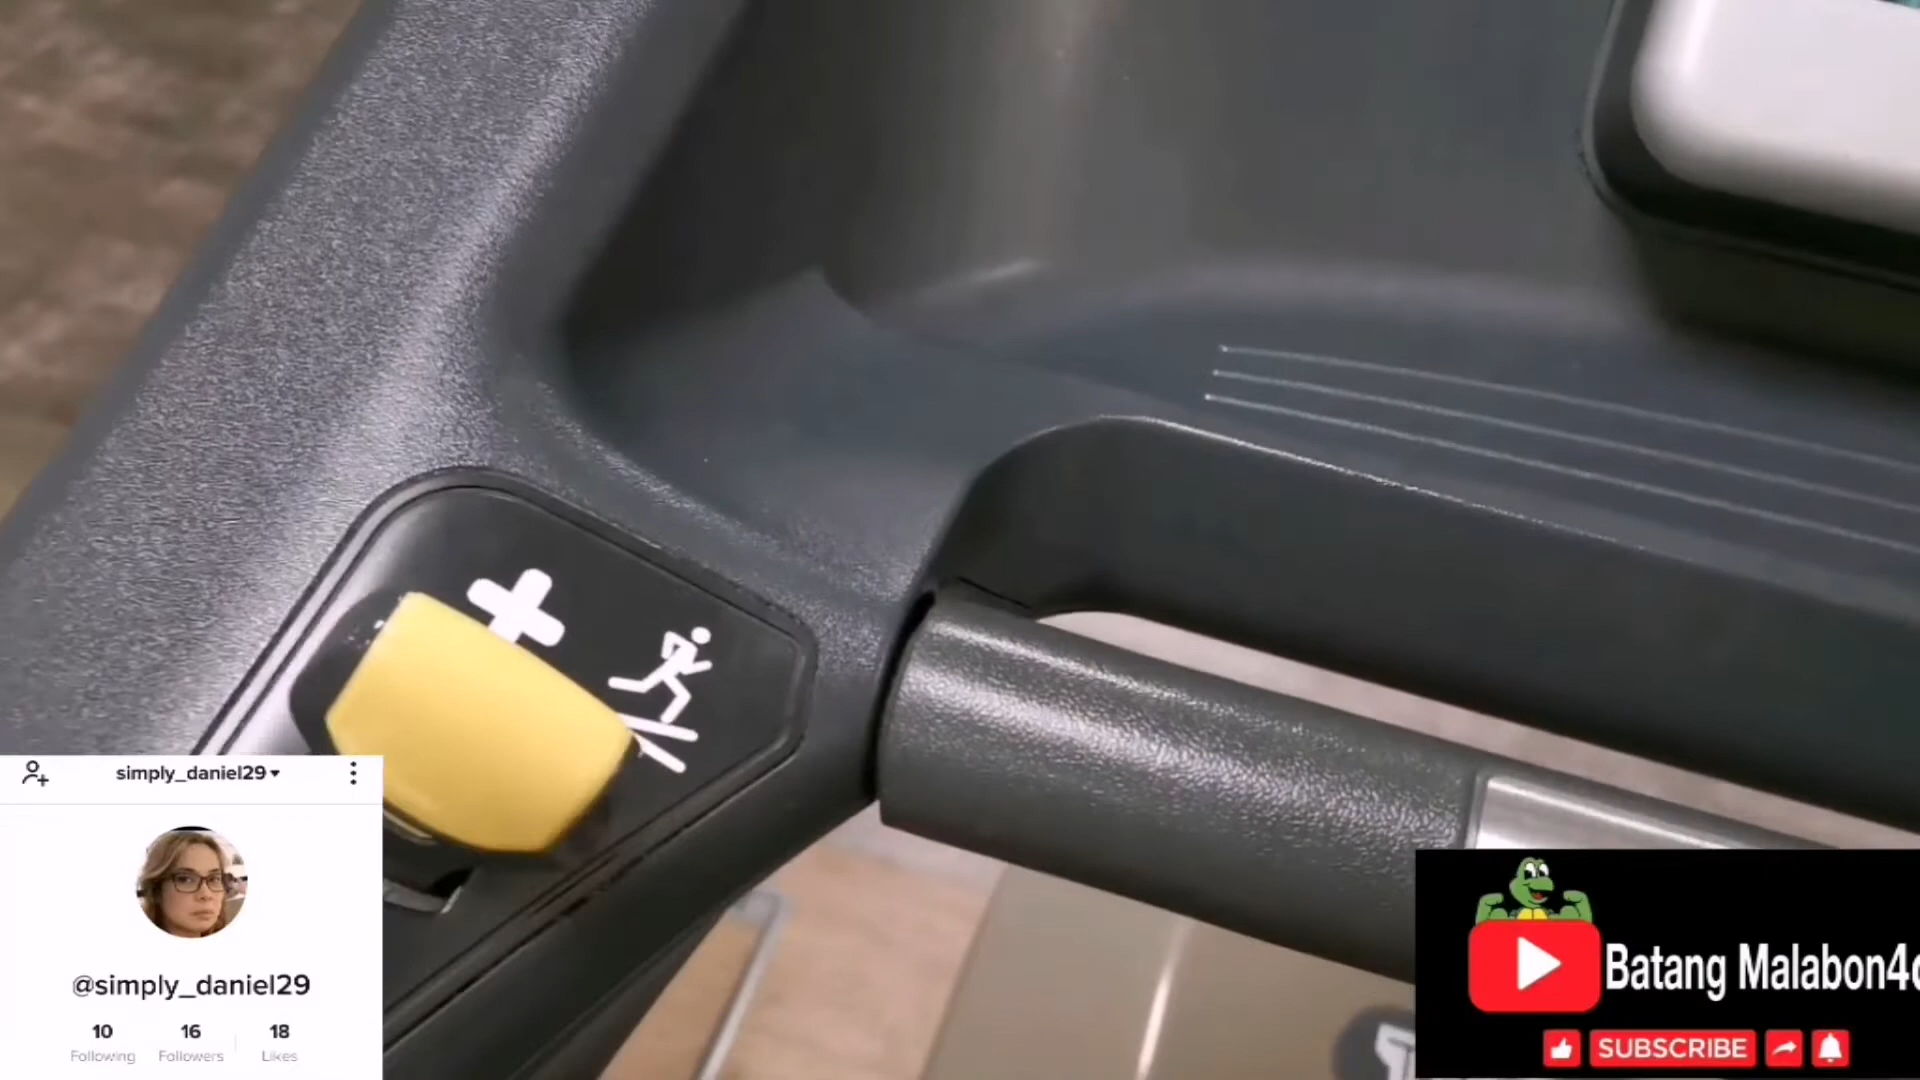 simply_daniel29
@simply_daniel29
10 16 18
Following Followers Likes
Batang Malabon4
SUBSCRIBE